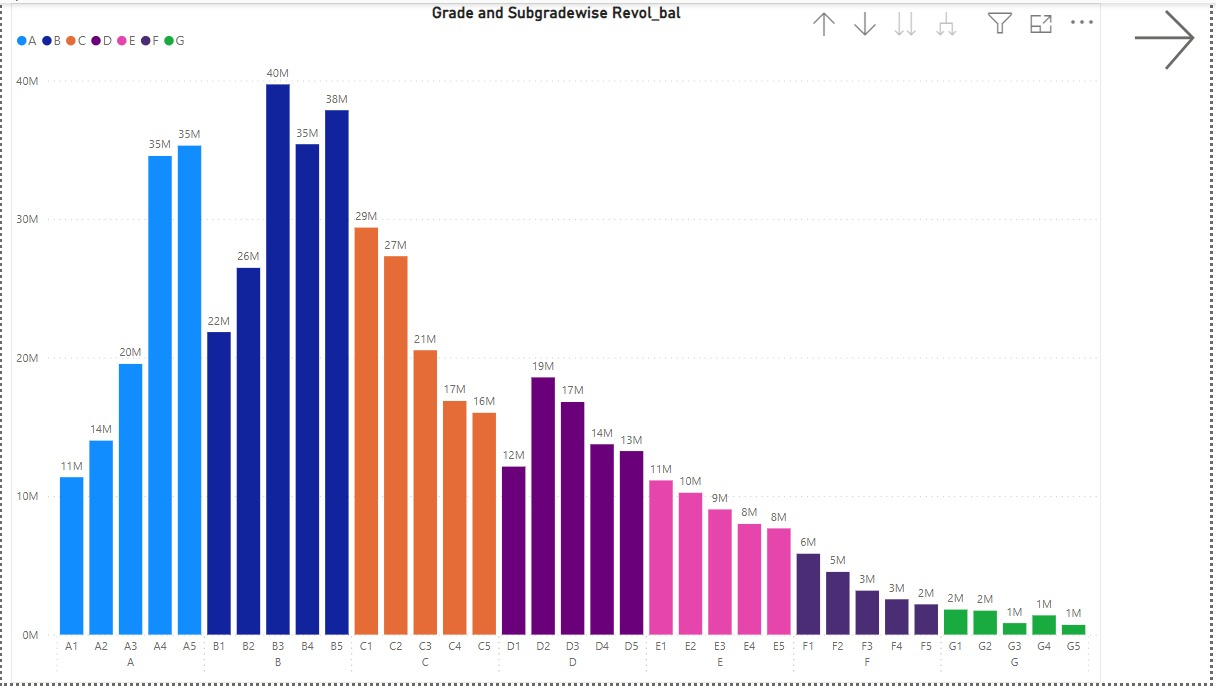 Grade and Subgradewise Revol_bal
A B C D E F G
40M
30M
20M
10M
0M
11M 14M 20M 35M 35M 22M 26M 40M 35M 38M 29M 27M 21M 17M 16M 12M 19M 17M 14M 13M 11M 10M 9M 8M 8M 6M 5M 3M 3M 2M 2M 2M 1M 1M 1M
A1 A2 A3 A4 A5 B1 B2 B3 B4 B5 C1 C2 C3 C4 C5 D1 D2 D3 D4 D5 E1 E2 E3 E4 E5 F1 F2 F3 F4 F5 G1 G2 G3 G4 G5
A B C D E F G